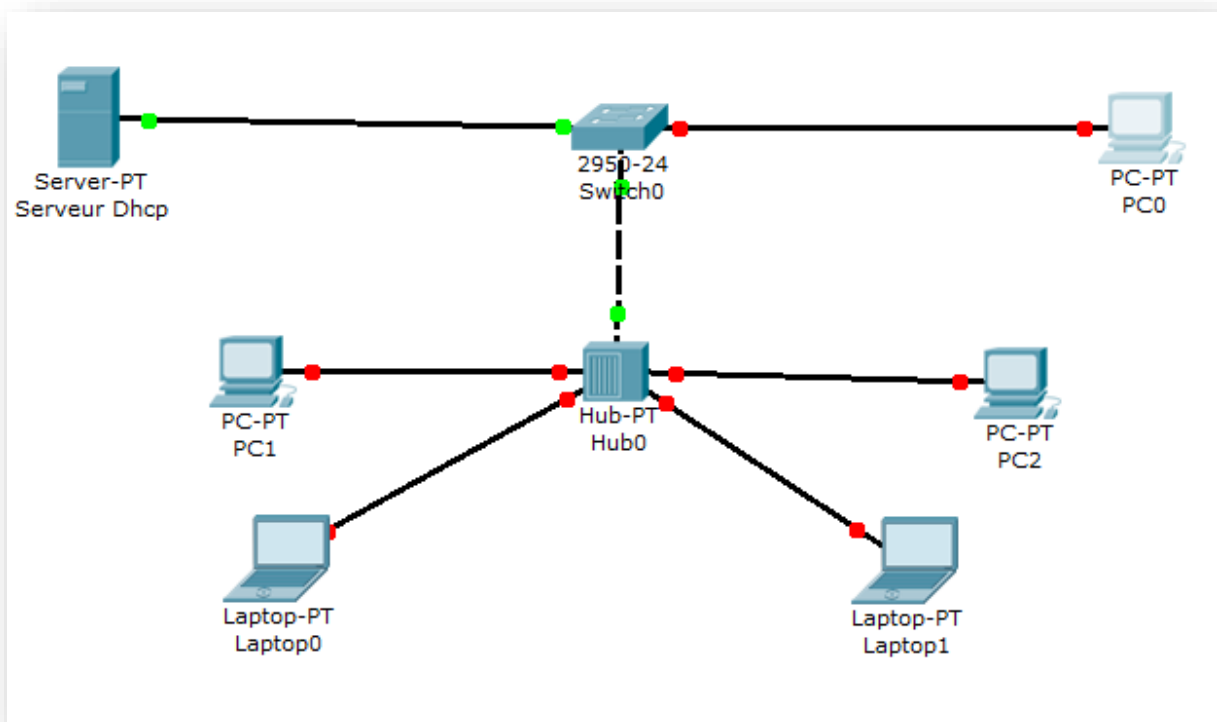 Server-PT
Serveur Dhcp
2950-24
Switch0
PC-PT
PC0
PC-PT
PC1
Hub-PT
Hub0
PC-PT
PC2
Laptop-PT
Laptop0
Laptop-PT
Laptop1